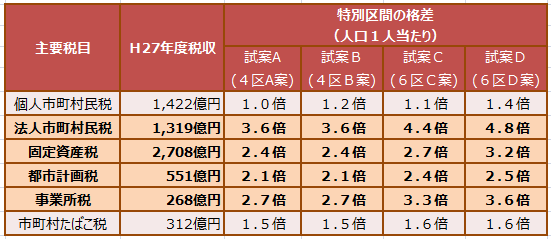 主要税目 H27年度税収 特別区間の格差
（人口１人当たり）
試案A 試案B 試案C 試案D
（４区A案） （４区B案） （６区C案） （６区D案）
個人市町村民税 1,422億円 1.0倍 1.2倍 1.1倍 1.4倍
法人市町村民税 1,319億円 3.6倍 3.6倍 4.4倍 4.8倍
固定資産税 2,708億円 2.4倍 2.4倍 2.7倍 3.2倍
都市計画税 551億円 2.1倍 2.1倍 2.4倍 2.5倍
事業所税 268億円 2.7倍 2.7倍 3.3倍 3.6倍
市町村たばこ税 312億円 1.5倍 1.5倍 1.6倍 1.6倍